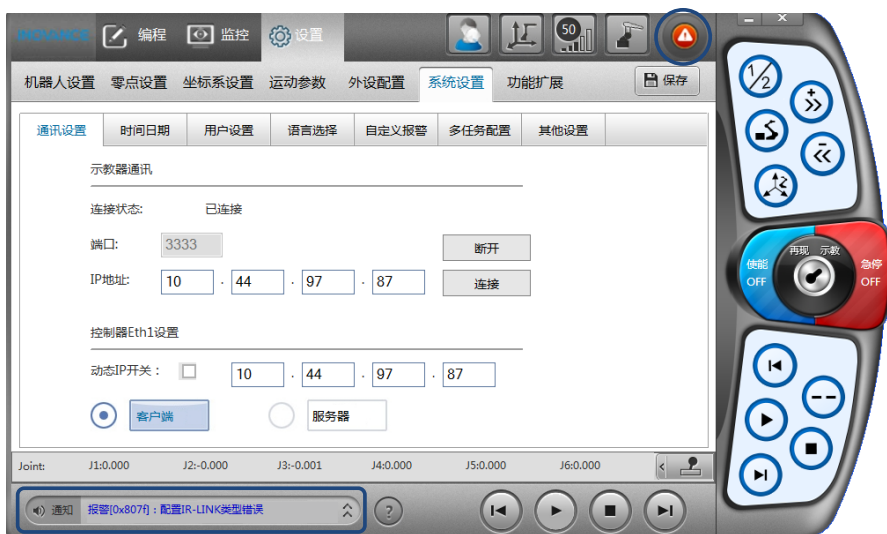 INOVANCE 编程 监控 设置 50
机器人设置 零点设置 坐标系设置 运动参数 外设配置 系统设置 功能扩展 保存
通讯设置 时间日期 用户设置 语言选择 自定义报警 多任务配置 其他设置
示教器通讯
连接状态: 已连接
端口: 3333 断开
IP地址: 10 . 44 . 97 . 87 连接
控制器Eth1设置
动态IP开关： 10 . 44 . 97 . 87
客户端 服务器
Joint: J1:0.000 J2:-0.000 J3:-0.001 J4:0.000 J5:0.000 J6:0.000
通知 报警[0x807f]：配置IR-LINK类型错误 ?
1/2
+
S
-
再现 示教
使能 急停
OFF OFF